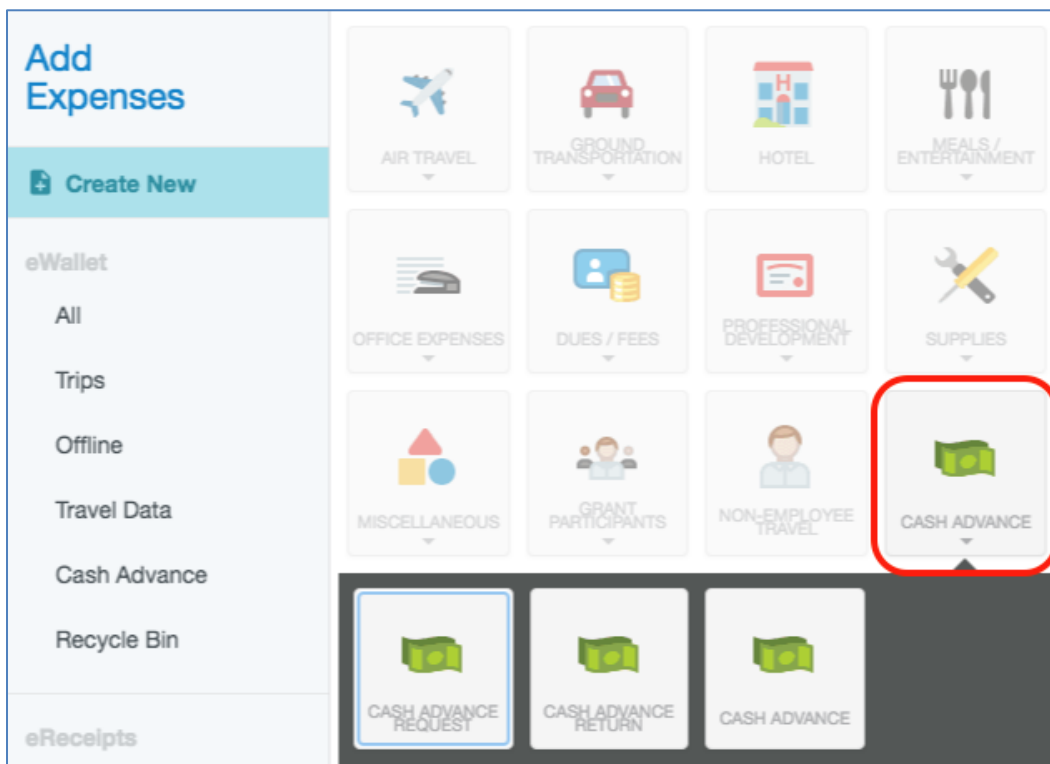 Add
Expenses
Create New
eWallet
All
Trips
Offline
Travel Data
Cash Advance
Recycle Bin
eReceipts
AIR TRAVEL
GROUND
TRANSPORTATION
H
HOTEL
MEALS /
ENTERTAINMENT
OFFICE EXPENSES
DUES / FEES
PROFESSIONAL
DEVELOPMENT
SUPPLIES
MISCELLANEOUS
GRANT
PARTICIPANTS
NON-EMPLOYEE
TRAVEL
CASH ADVANCE
CASH ADVANCE
REQUEST
CASH ADVANCE
RETURN
CASH ADVANCE